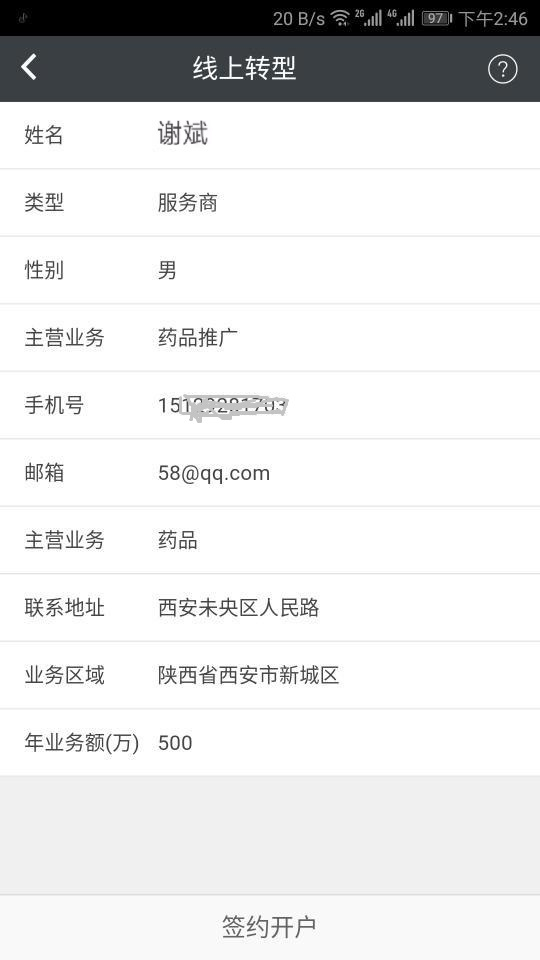 20 B/s 2G 4G 97 下午2:46
线上转型 ?
姓名 谢斌
类型 服务商
性别 男
主营业务 药品推广
手机号 15
邮箱 58@qq.com
主营业务 药品
联系地址 西安未央区人民路
业务区域 陕西省西安市新城区
年业务额(万) 500
签约开户